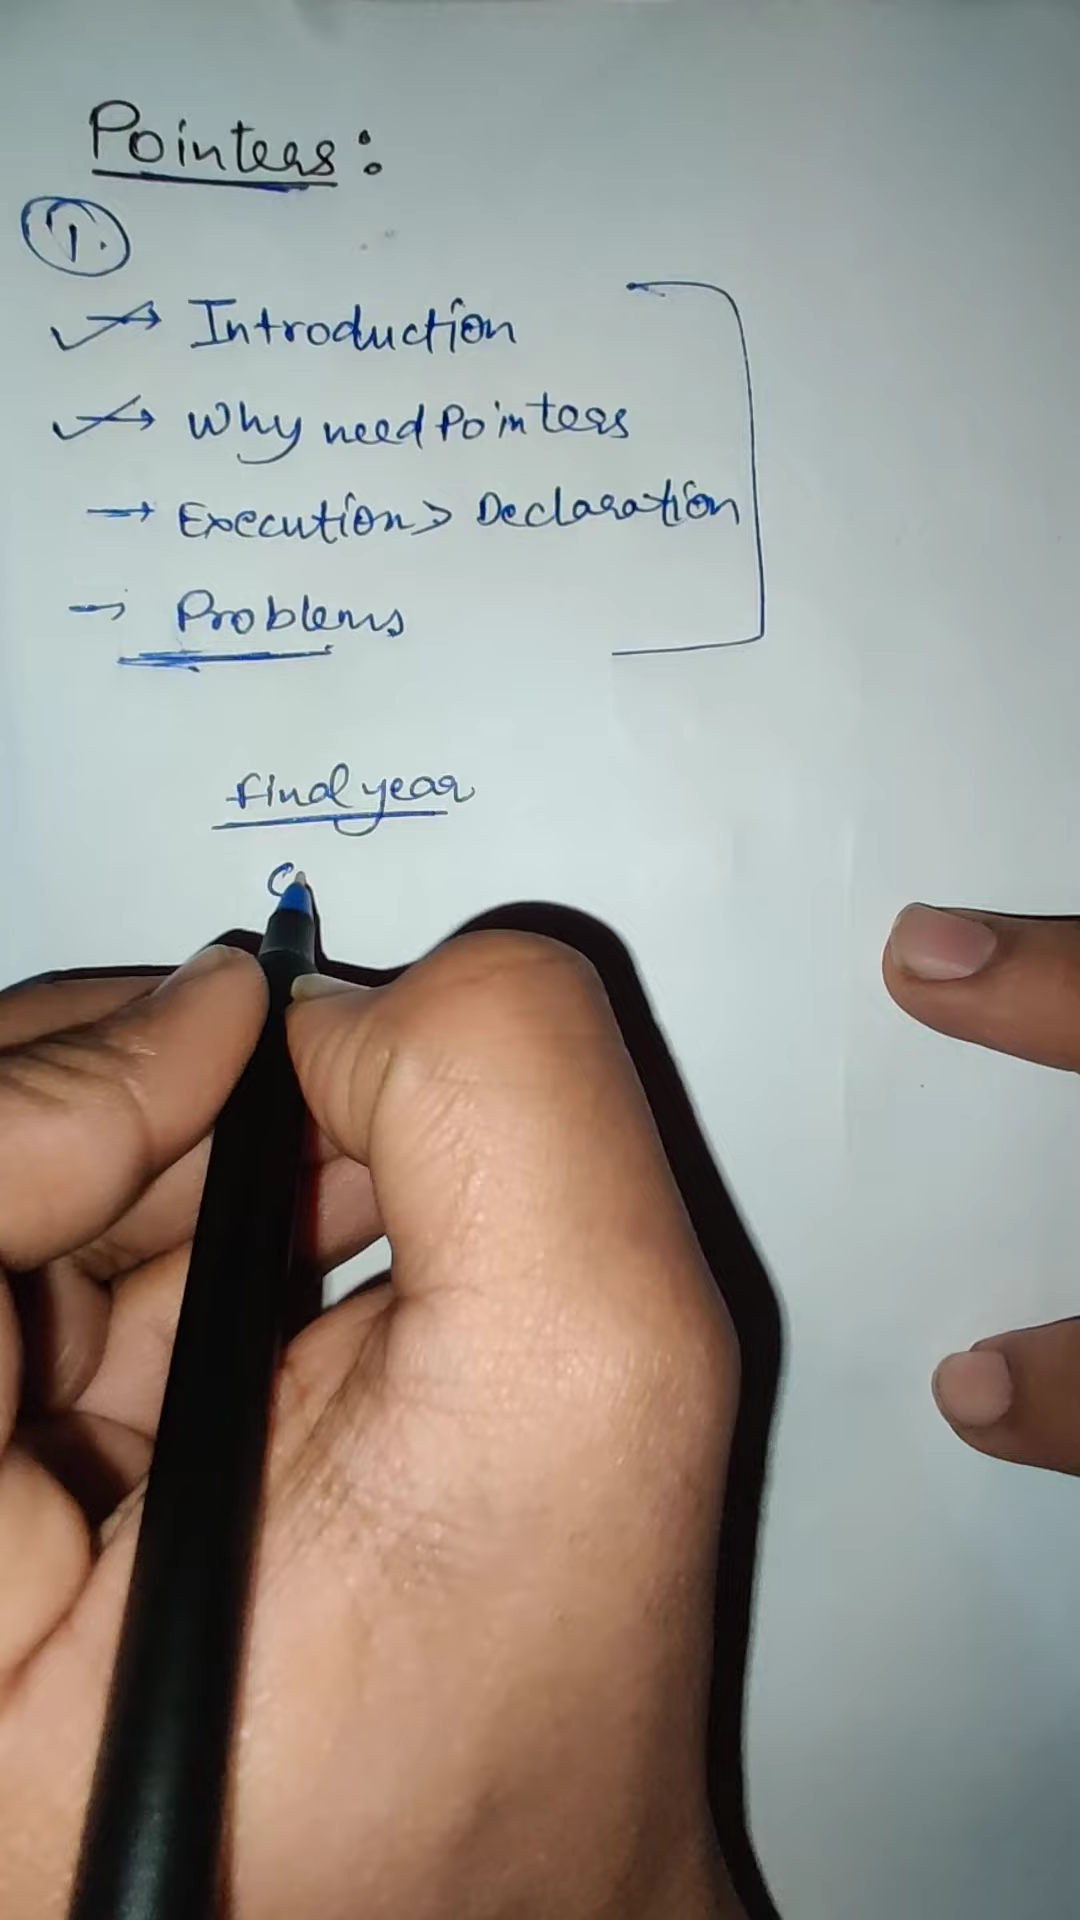 Pointers:
1.
→ Introduction
→ Why need Pointers
→ Execution > Declaration
→ Problems
final year